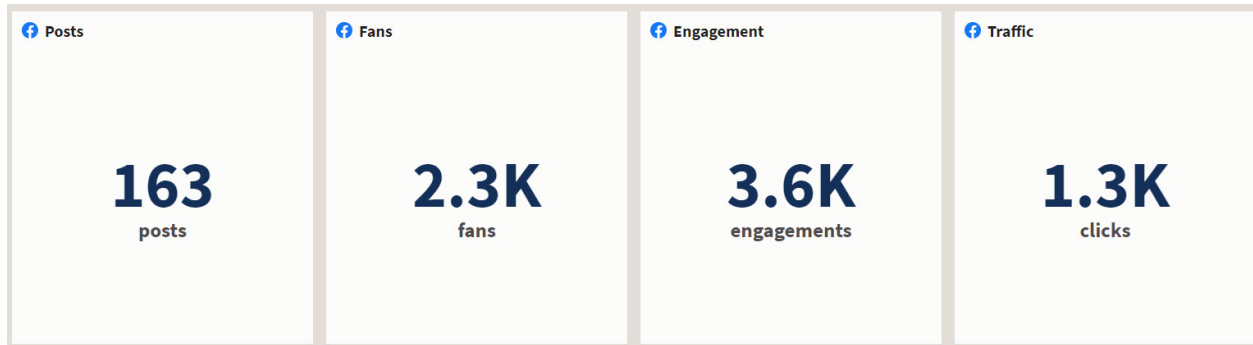 Posts
163
posts
Fans
2.3K
fans
Engagement
3.6K
engagements
Traffic
1.3K
clicks